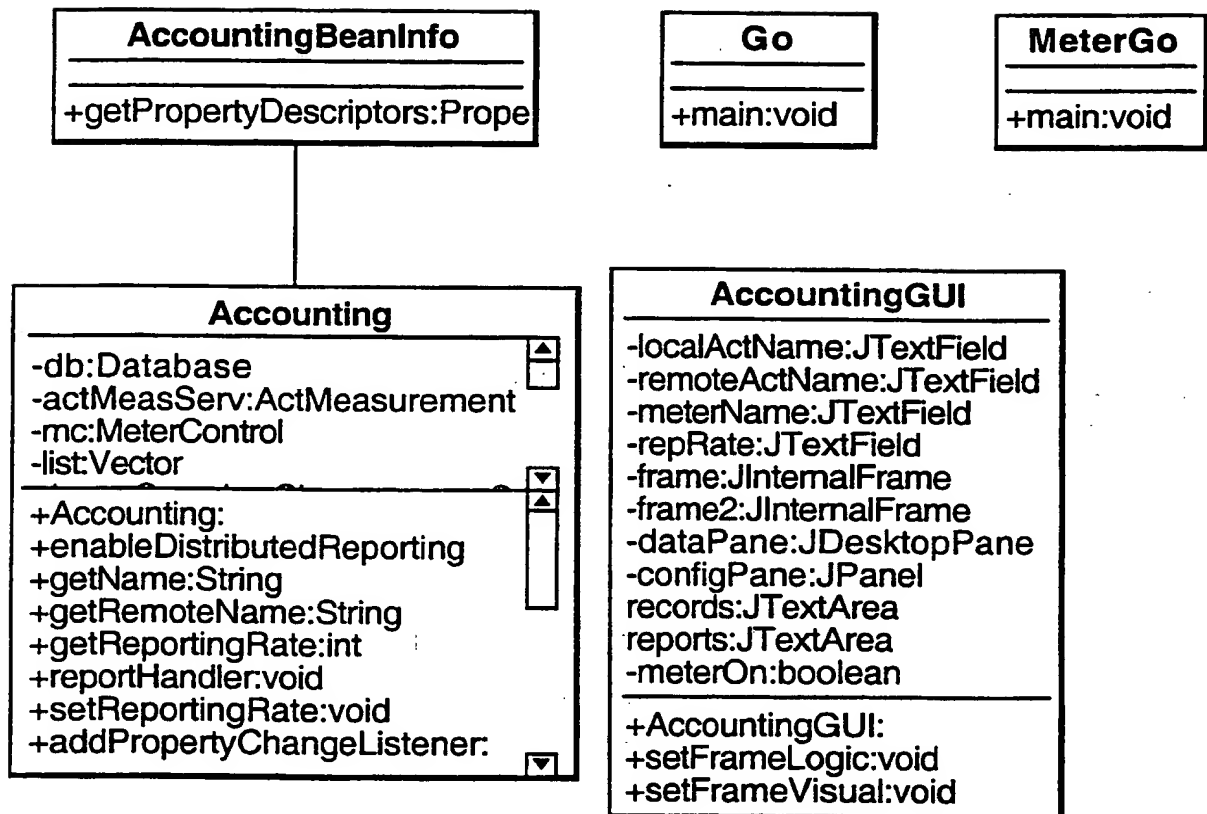 AccountingBeanInfo
+getPropertyDescriptors:Prope
Go
+main:void
MeterGo
+main:void
Accounting
-db:Database
-actMeasServ:ActMeasurement
-mc:MeterControl
-list:Vector
+Accounting:
+enableDistributedReporting
+getName:String
+getRemoteName:String
+getReportingRate:int
+reportHandler:void
+setReportingRate:void
+addPropertyChangeListener:
AccountingGUI
-localActName:JTextField
-remoteActName:JTextField
-meterName:JTextField
-repRate:JTextField
-frame:JInternalFrame
-frame2:JInternalFrame
-dataPane:JDesktopPane
-configPane:JPanel
records:JTextArea
reports:JTextArea
-meterOn:boolean
+AccountingGUI:
+setFrameLogic:void
+setFrameVisual:void